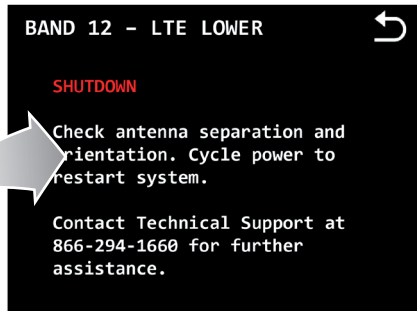 BAND 12 – LTE LOWER
SHUTDOWN
Check antenna separation and
orientation. Cycle power to
restart system.
Contact Technical Support at
866-294-1660 for further
assistance.